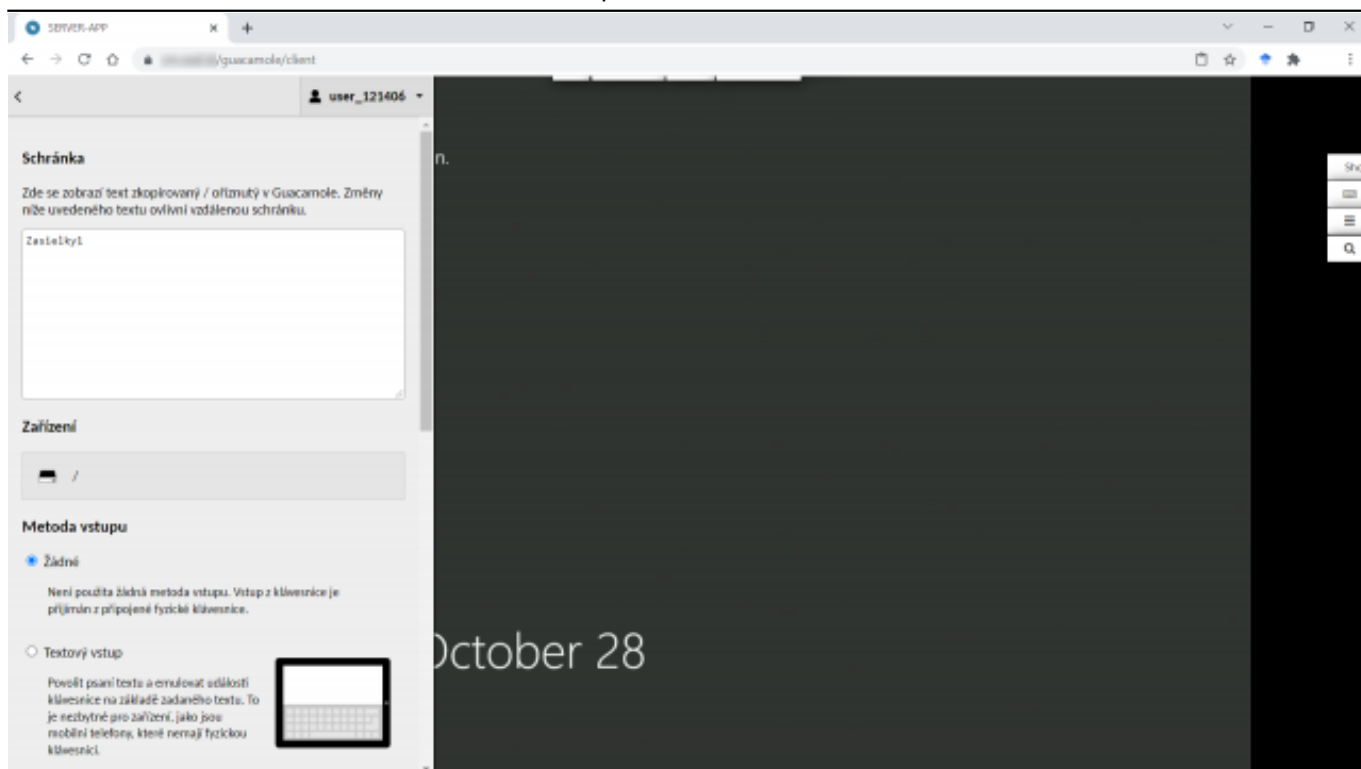 SERVER-APP
/guacamole/client
user_121406
Schránka
Zde se zobrazí text zkopírovaný / oříznutý v Guacamole. Změny
níže uvedeného textu ovlivní vzdálenou schránku.
Zasielky1
Zařízení
/
Metoda vstupu
Žádné
Není použita žádná metoda vstupu. Vstup z klávesnice je
přijímán z připojené fyzické klávesnice.
Textový vstup
Povolit psaní textu a emulovat události
klávesnice na základě zadaného textu. To
je nezbytné pro zařízení, jako jsou
mobilní telefony, které nemají fyzickou
klávesnici.
n.
October 28
Sho